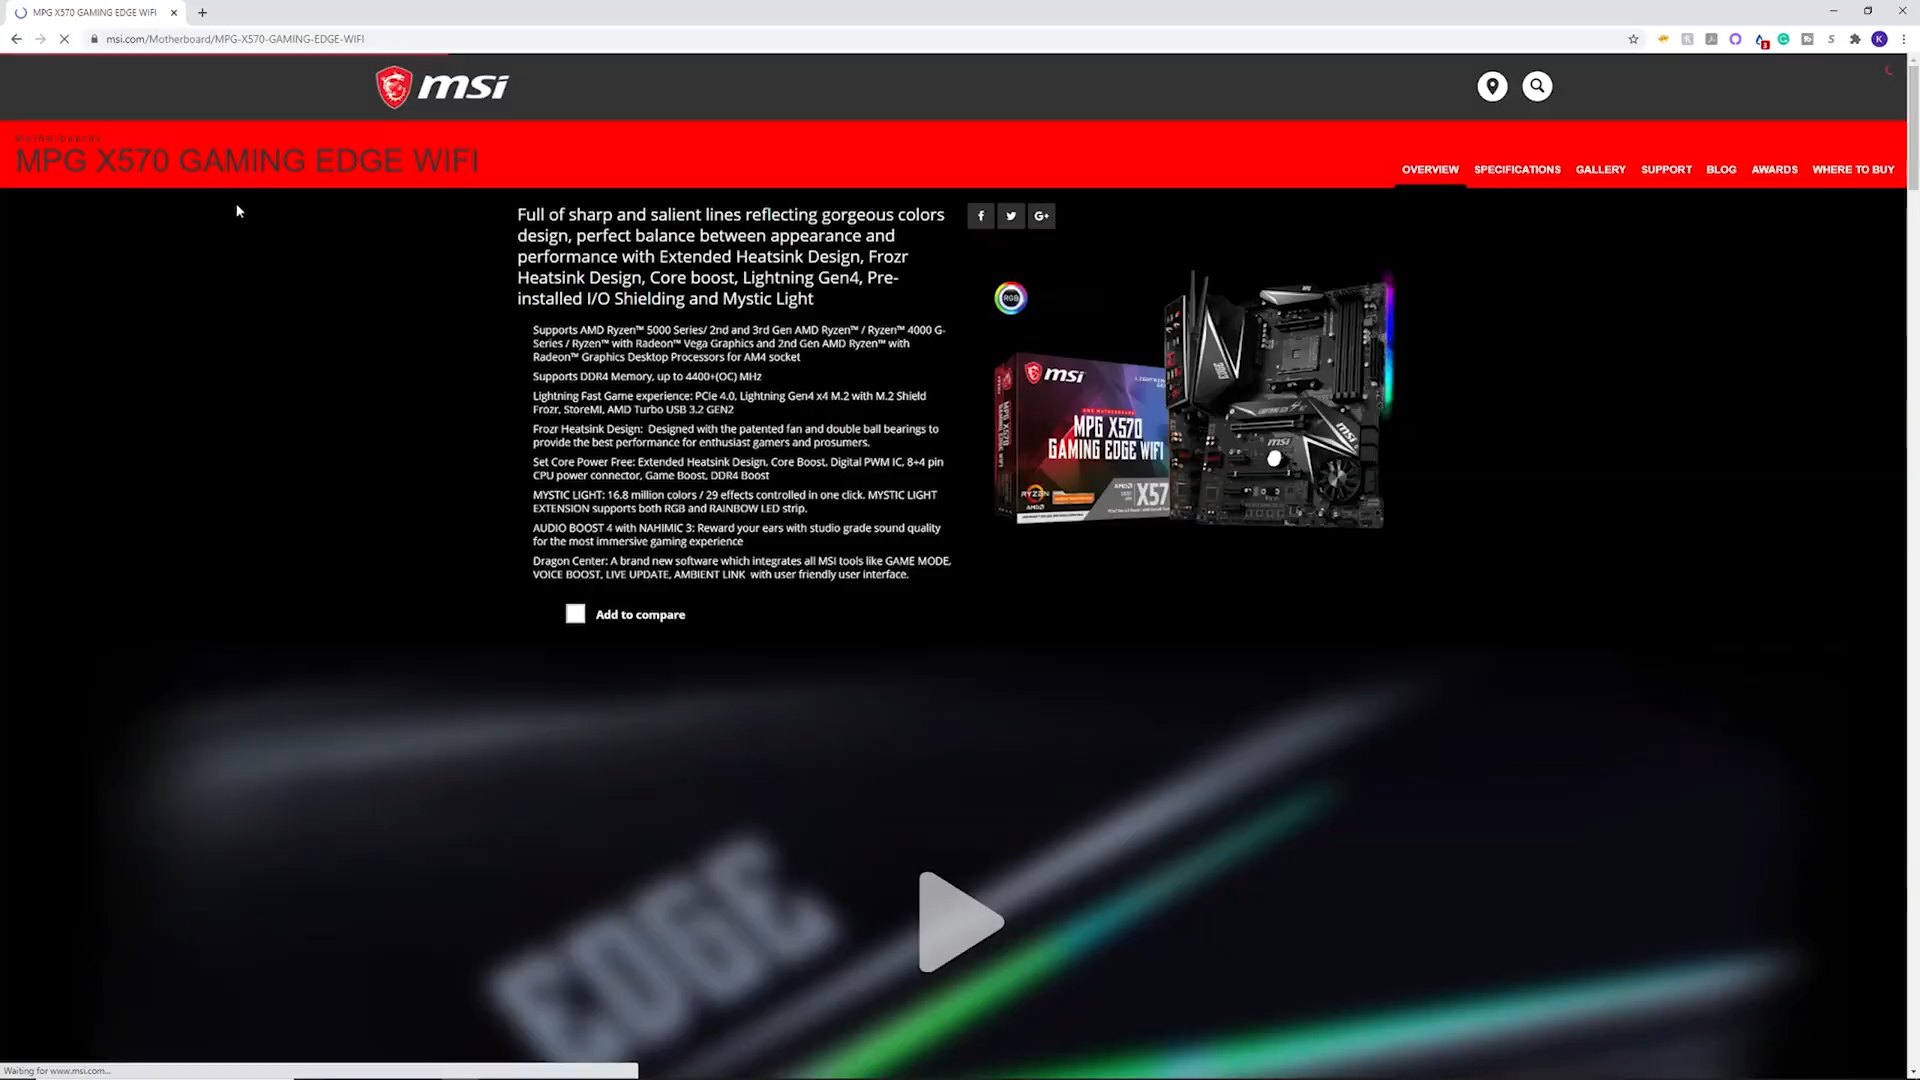 MPG X570 GAMING EDGE WIFI
msi.com/Motherboard/MPG-X570-GAMING-EDGE-WIFI
msi
Motherboards
MPG X570 GAMING EDGE WIFI
OVERVIEW SPECIFICATIONS GALLERY SUPPORT BLOG AWARDS WHERE TO BUY
Full of sharp and salient lines reflecting gorgeous colors
design, perfect balance between appearance and
performance with Extended Heatsink Design, Frozr
Heatsink Design, Core boost, Lightning Gen4, Pre-
installed I/O Shielding and Mystic Light
Supports AMD Ryzen™ 5000 Series/ 2nd and 3rd Gen AMD Ryzen™ / Ryzen™ 4000 G-
Series / Ryzen™ with Radeon™ Vega Graphics and 2nd Gen AMD Ryzen™ with
Radeon™ Graphics Desktop Processors for AM4 socket
Supports DDR4 Memory, up to 4400+(OC) MHz
Lightning Fast Game experience: PCIe 4.0, Lightning Gen4 x4 M.2 with M.2 Shield
Frozr, StoreMI, AMD Turbo USB 3.2 GEN2
Frozr Heatsink Design: Designed with the patented fan and double ball bearings to
provide the best performance for enthusiast gamers and prosumers.
Set Core Power Free: Extended Heatsink Design, Core Boost, Digital PWM IC, 8+4 pin
CPU power connector, Game Boost, DDR4 Boost
MYSTIC LIGHT: 16.8 million colors / 29 effects controlled in one click. MYSTIC LIGHT
EXTENSION supports both RGB and RAINBOW LED strip.
AUDIO BOOST 4 with NAHIMIC 3: Reward your ears with studio grade sound quality
for the most immersive gaming experience
Dragon Center: A brand new software which integrates all MSI tools like GAME MODE,
VOICE BOOST, LIVE UPDATE, AMBIENT LINK with user friendly user interface.
Add to compare
RGB
msi
MPG X570
GAMING EDGE WIFI
RYZEN
AMD
X57
msi
msi
EDGE
Waiting for www.msi.com...